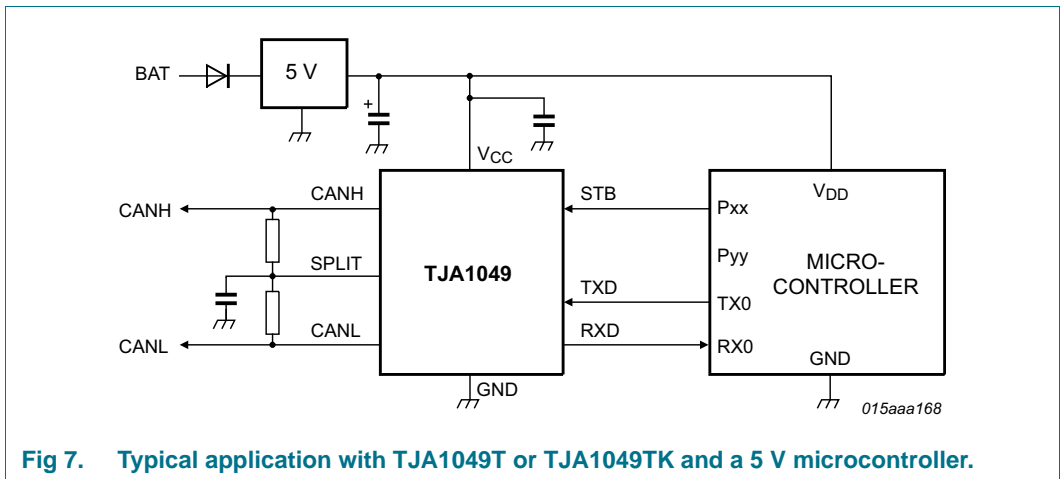 BAT
5 V
+
VCC
VDD
CANH
CANH
STB
Pxx
Pyy
SPLIT
TJA1049
MICRO-
CONTROLLER
TXD
TX0
CANL
CANL
RXD
RX0
GND
GND
015aaa168
Fig 7. Typical application with TJA1049T or TJA1049TK and a 5 V microcontroller.